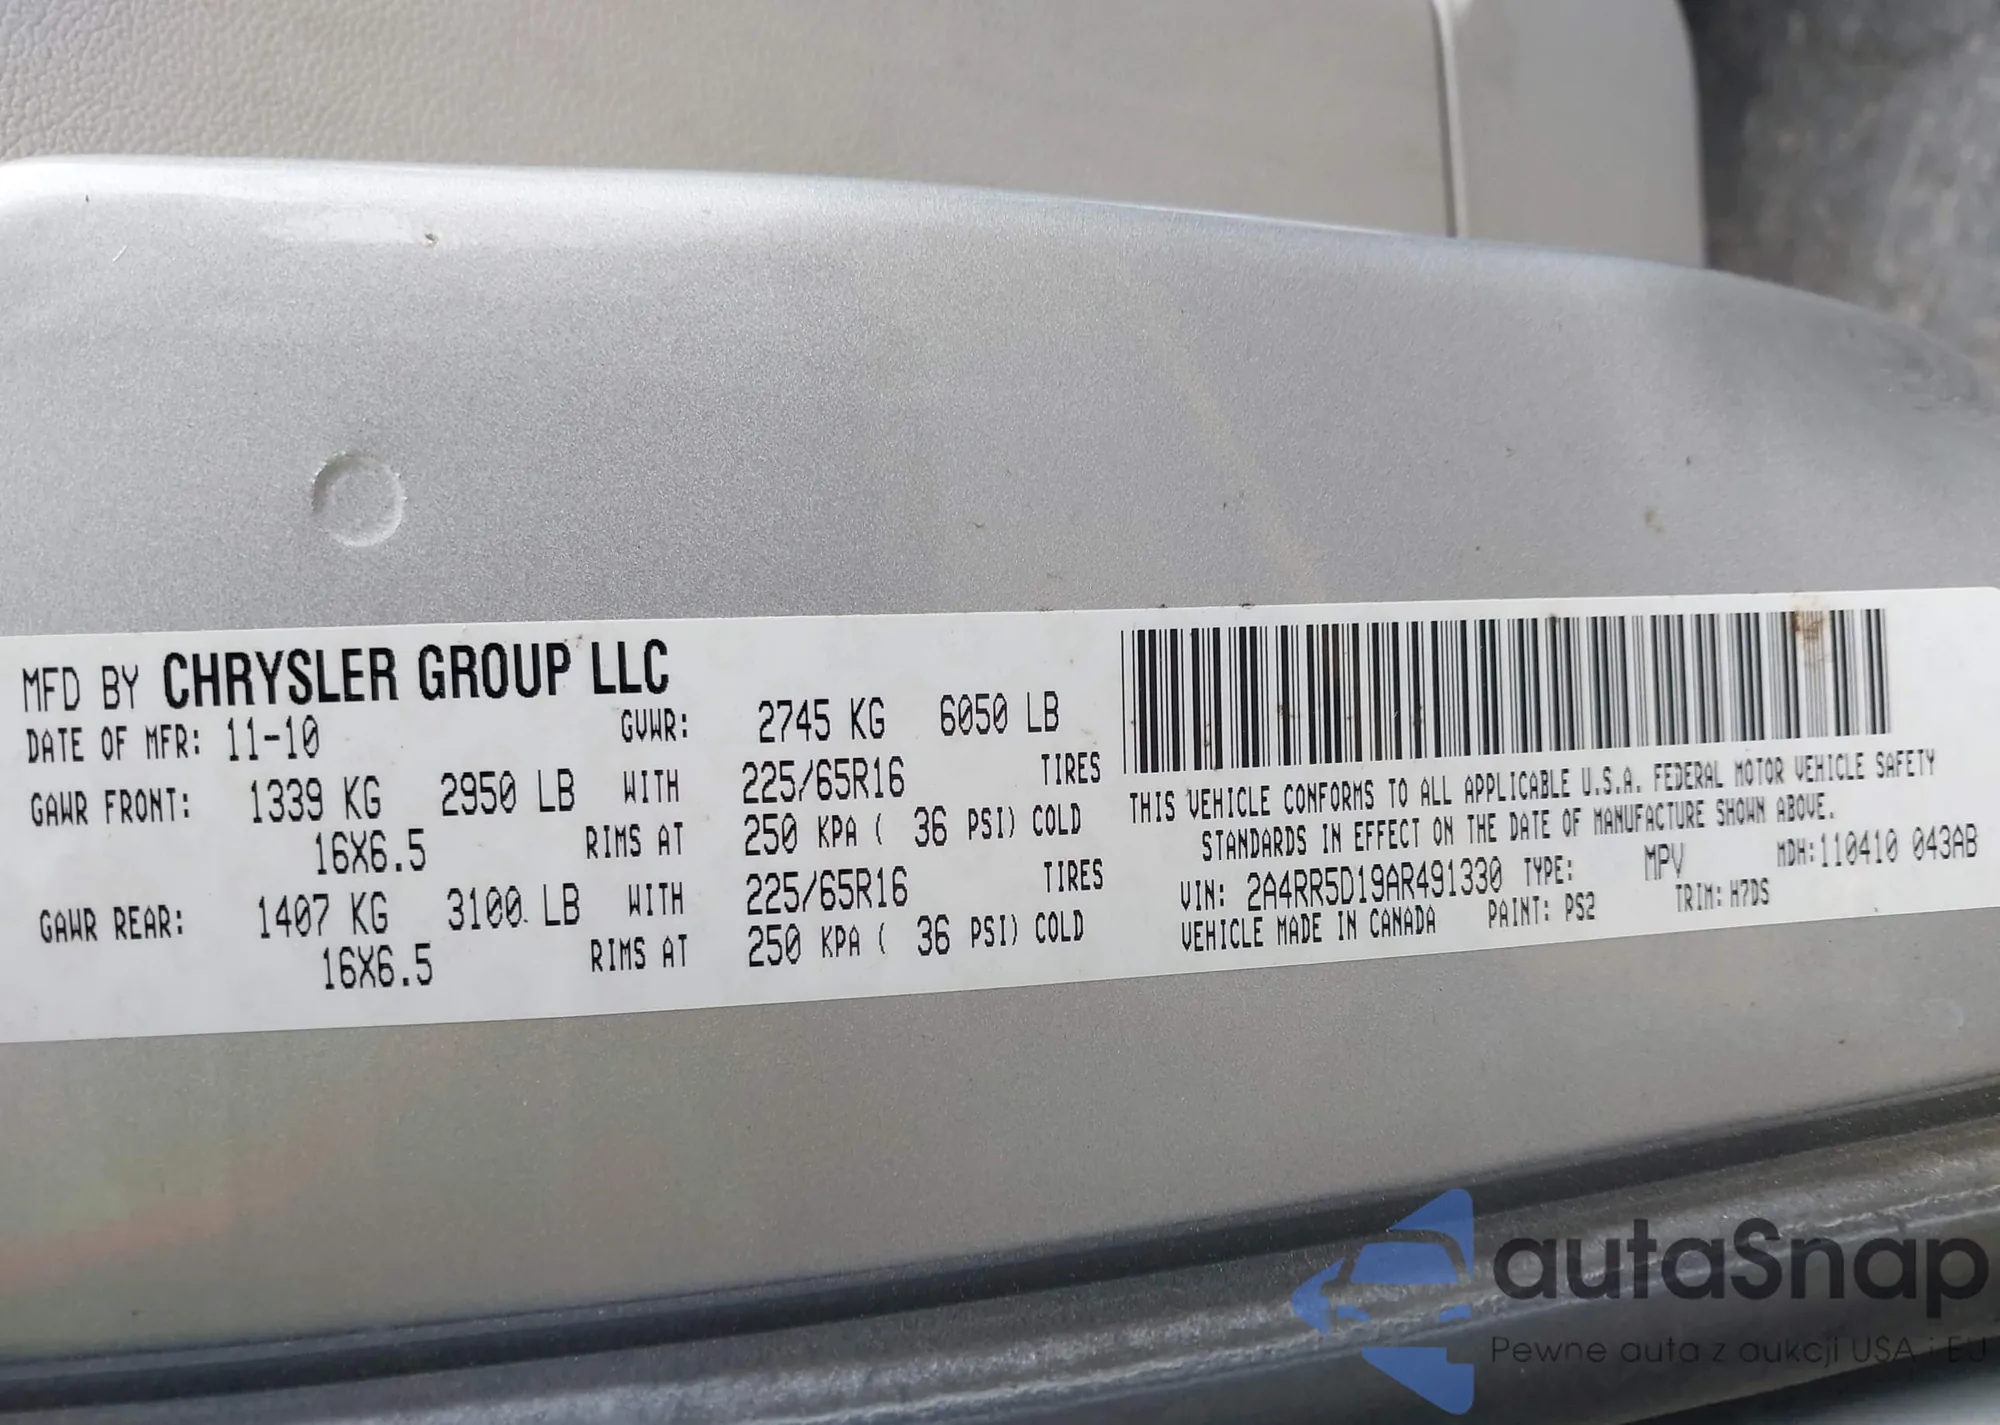 MFD BY CHRYSLER GROUP LLC
DATE OF MFR: 11-10 GVWR: 2745 KG 6050 LB
GAWR FRONT: 1339 KG 2950 LB WITH 225/65R16 TIRES
16X6.5 RIMS AT 250 KPA ( 36 PSI) COLD
GAWR REAR: 1407 KG 3100 LB WITH 225/65R16 TIRES
16X6.5 RIMS AT 250 KPA ( 36 PSI) COLD
THIS VEHICLE CONFORMS TO ALL APPLICABLE U.S.A. FEDERAL MOTOR VEHICLE SAFETY
STANDARDS IN EFFECT ON THE DATE OF MANUFACTURE SHOWN ABOVE.
VIN: 2A4RR5D19AR491330 TYPE: MPV MDH: 110410 043AB
VEHICLE MADE IN CANADA PAINT: PS2 TRIM: H7DS
autaSnap
Pewne auta z aukcji USA i EU